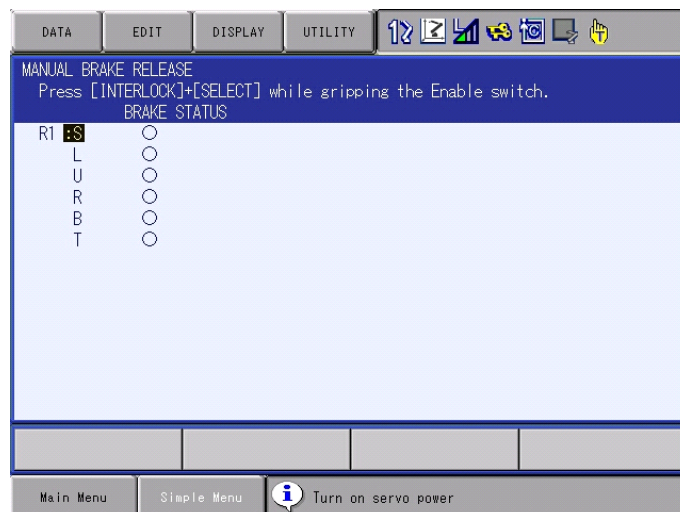 DATA EDIT DISPLAY UTILITY
MANUAL BRAKE RELEASE
Press [INTERLOCK]+[SELECT] while gripping the Enable switch.
BRAKE STATUS
R1 :S
L
U
R
B
T
Main Menu Simple Menu Turn on servo power